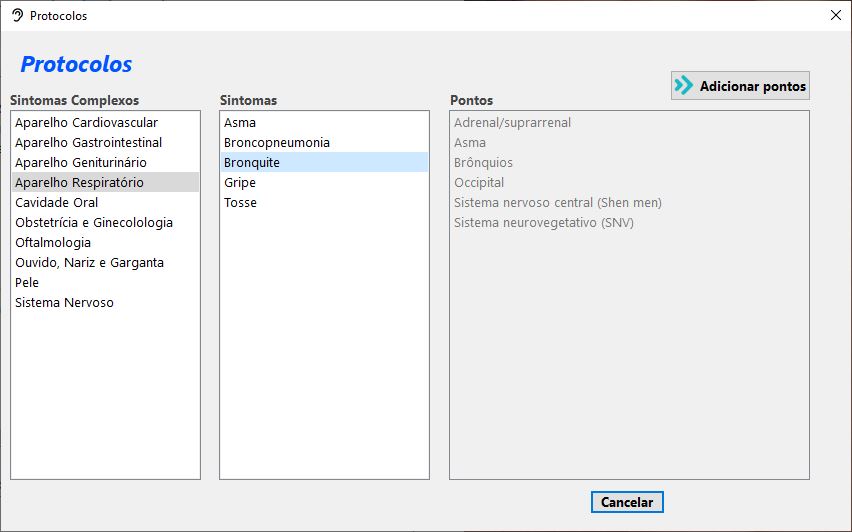 Protocolos
Protocolos
Adicionar pontos
Sintomas Complexos
Aparelho Cardiovascular
Aparelho Gastrointestinal
Aparelho Geniturinário
Aparelho Respiratório
Cavidade Oral
Obstetrícia e Ginecolologia
Oftalmologia
Ouvido, Nariz e Garganta
Pele
Sistema Nervoso
Sintomas
Asma
Broncopneumonia
Bronquite
Gripe
Tosse
Pontos
Adrenal/suprarrenal
Asma
Brônquios
Occipital
Sistema nervoso central (Shen men)
Sistema neurovegetativo (SNV)
Cancelar